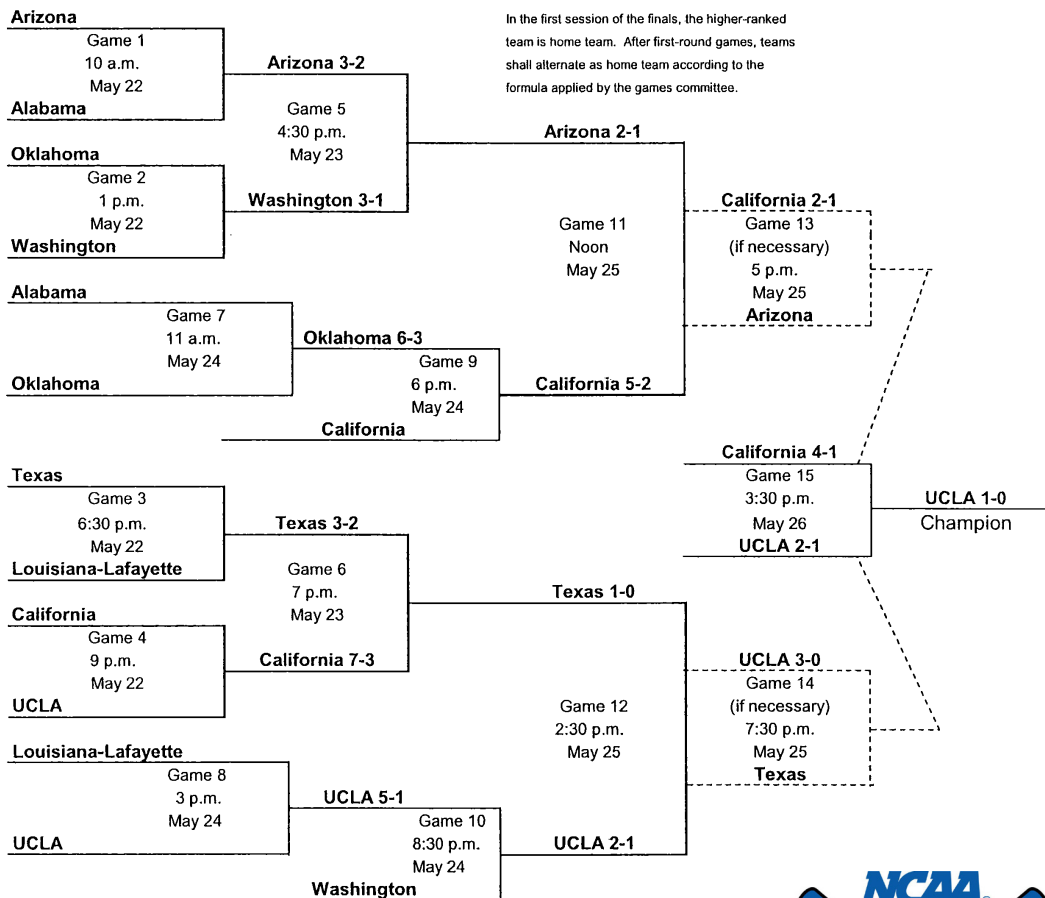 Arizona
Game 1
10 a.m.
May 22
Alabama
Arizona 3-2
Oklahoma
Game 2
1 p.m.
May 22
Washington
Washington 3-1
Game 5
4:30 p.m.
May 23
In the first session of the finals, the higher-ranked
team is home team. After first-round games, teams
shall alternate as home team according to the
formula applied by the games committee.
Arizona 2-1
Alabama
Game 7
11 a.m.
May 24
Oklahoma
Oklahoma 6-3
Game 9
6 p.m.
May 24
California
California 5-2
Game 11
Noon
May 25
California 2-1
Game 13
(if necessary)
5 p.m.
May 25
Arizona
Texas
Game 3
6:30 p.m.
May 22
Louisiana-Lafayette
Texas 3-2
California
Game 4
9 p.m.
May 22
UCLA
California 7-3
Game 6
7 p.m.
May 23
Texas 1-0
Louisiana-Lafayette
Game 8
3 p.m.
May 24
UCLA
UCLA 5-1
Game 10
8:30 p.m.
May 24
Washington
UCLA 2-1
Game 12
2:30 p.m.
May 25
UCLA 3-0
Game 14
(if necessary)
7:30 p.m.
May 25
Texas
California 4-1
Game 15
3:30 p.m.
May 26
UCLA 2-1
UCLA 1-0
Champion
NCAA